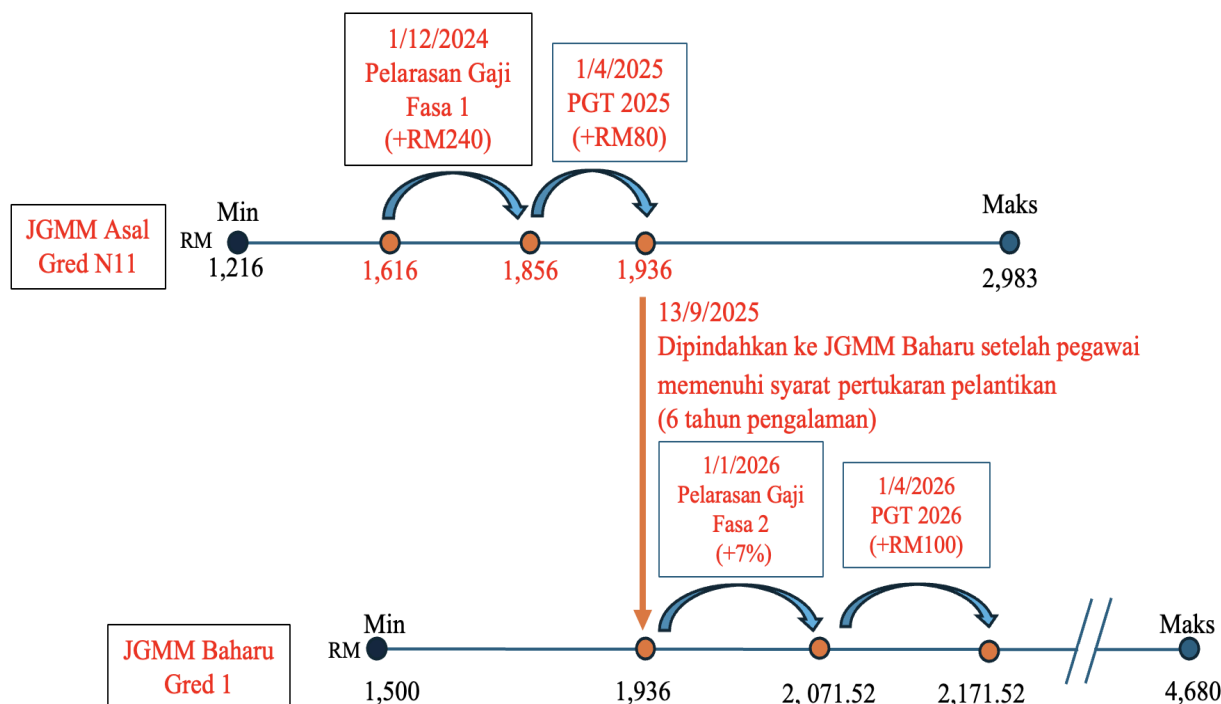 1/12/2024
Pelarasan Gaji
Fasa 1
(+RM240)
1/4/2025
PGT 2025
(+RM80)
JGMM Asal
Gred N11
RM
Min
1,216
1,616
1,856
1,936
Maks
2,983
13/9/2025
Dipindahkan ke JGMM Baharu setelah pegawai
memenuhi syarat pertukaran pelantikan
(6 tahun pengalaman)
1/1/2026
Pelarasan Gaji
Fasa 2
(+7%)
1/4/2026
PGT 2026
(+RM100)
JGMM Baharu
Gred 1
RM
Min
1,500
1,936
2, 071.52
2,171.52
Maks
4,680